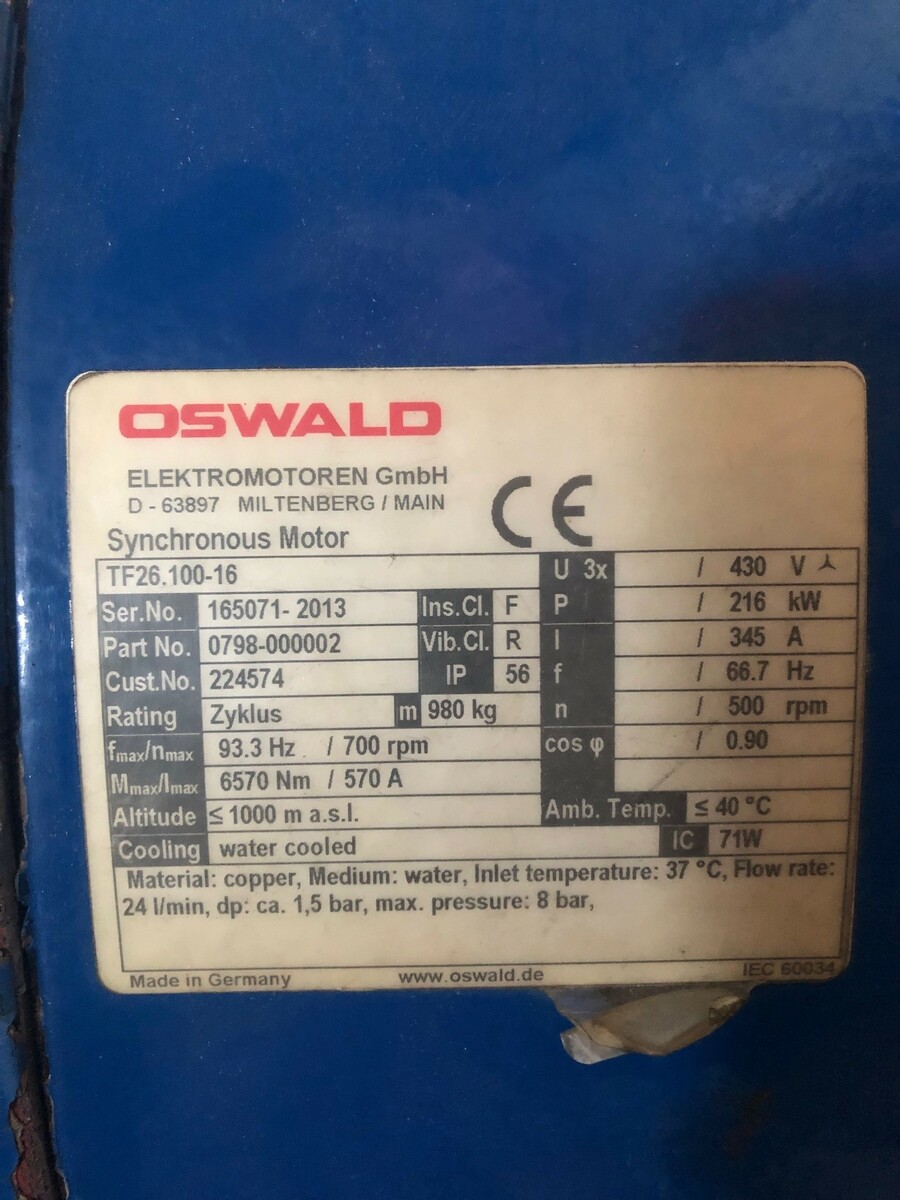 OSWALD
ELEKTROMOTOREN GmbH
D - 63897 MILTENBERG / MAIN
CE
Synchronous Motor
TF26.100-16 U 3x / 430 V
Ser.No. 165071- 2013 Ins.Cl. F P / 216 kW
Part No. 0798-000002 Vib.Cl. R I / 345 A
Cust.No. 224574 IP 56 f / 66.7 Hz
Rating Zyklus m 980 kg n / 500 rpm
fmax/nmax 93.3 Hz / 700 rpm cos φ / 0.90
Mmax/Imax 6570 Nm / 570 A
Altitude ≤ 1000 m a.s.l. Amb. Temp. ≤ 40 °C
Cooling water cooled IC 71W
Material: copper, Medium: water, Inlet temperature: 37 °C, Flow rate:
24 l/min, dp: ca. 1,5 bar, max. pressure: 8 bar,
Made in Germany www.oswald.de IEC 60034